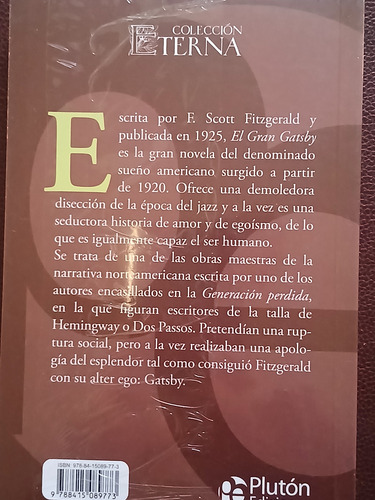 COLECCIÓN
ETERNA
Escrita por F. Scott Fitzgerald y
publicada en 1925, El Gran Gatsby
es la gran novela del denominado
sueño americano surgido a partir
de 1920. Ofrece una demoledora
disección de la época del jazz y a la vez es una
seductora historia de amor y de egoísmo, de lo
que es igualmente capaz el ser humano.
Se trata de una de las obras maestras de la
narrativa norteamericana escrita por uno de los
autores encasillados en la Generación perdida,
en la que figuran escritores de la talla de
Hemingway o Dos Passos. Pretendían una rup-
tura social, pero a la vez realizaban una apolo-
gía del esplendor tal como consiguió Fitzgerald
con su alter ego: Gatsby.
ISBN: 978-84-15089-77-3
9 788415 089773
Plutón
Ediciones